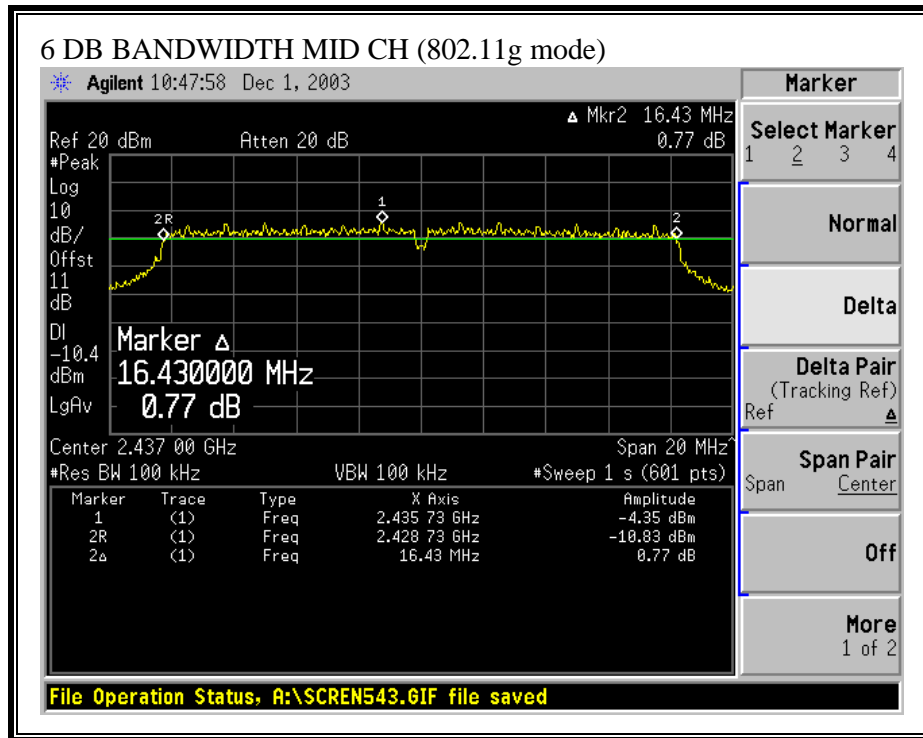 6 DB BANDWIDTH MID CH (802.11g mode)
Agilent 10:47:58 Dec 1, 2003
Marker
Δ Mkr2 16.43 MHz
Ref 20 dBm Atten 20 dB 0.77 dB
#Peak
Log
10
dB/
Offst
11
dB
DI
-10.4
dBm
LgAv
2R
1
2
Marker Δ
16.430000 MHz
0.77 dB
Center 2.437 00 GHz Span 20 MHz^
#Res BW 100 kHz VBW 100 kHz #Sweep 1 s (601 pts)
Marker Trace Type X Axis Amplitude
1 (1) Freq 2.435 73 GHz -4.35 dBm
2R (1) Freq 2.428 73 GHz -10.83 dBm
2Δ (1) Freq 16.43 MHz 0.77 dB
Select Marker
1 2 3 4
Normal
Delta
Delta Pair
(Tracking Ref)
Ref Δ
Span Pair
Span Center
Off
More
1 of 2
File Operation Status, A:\SCREN543.GIF file saved